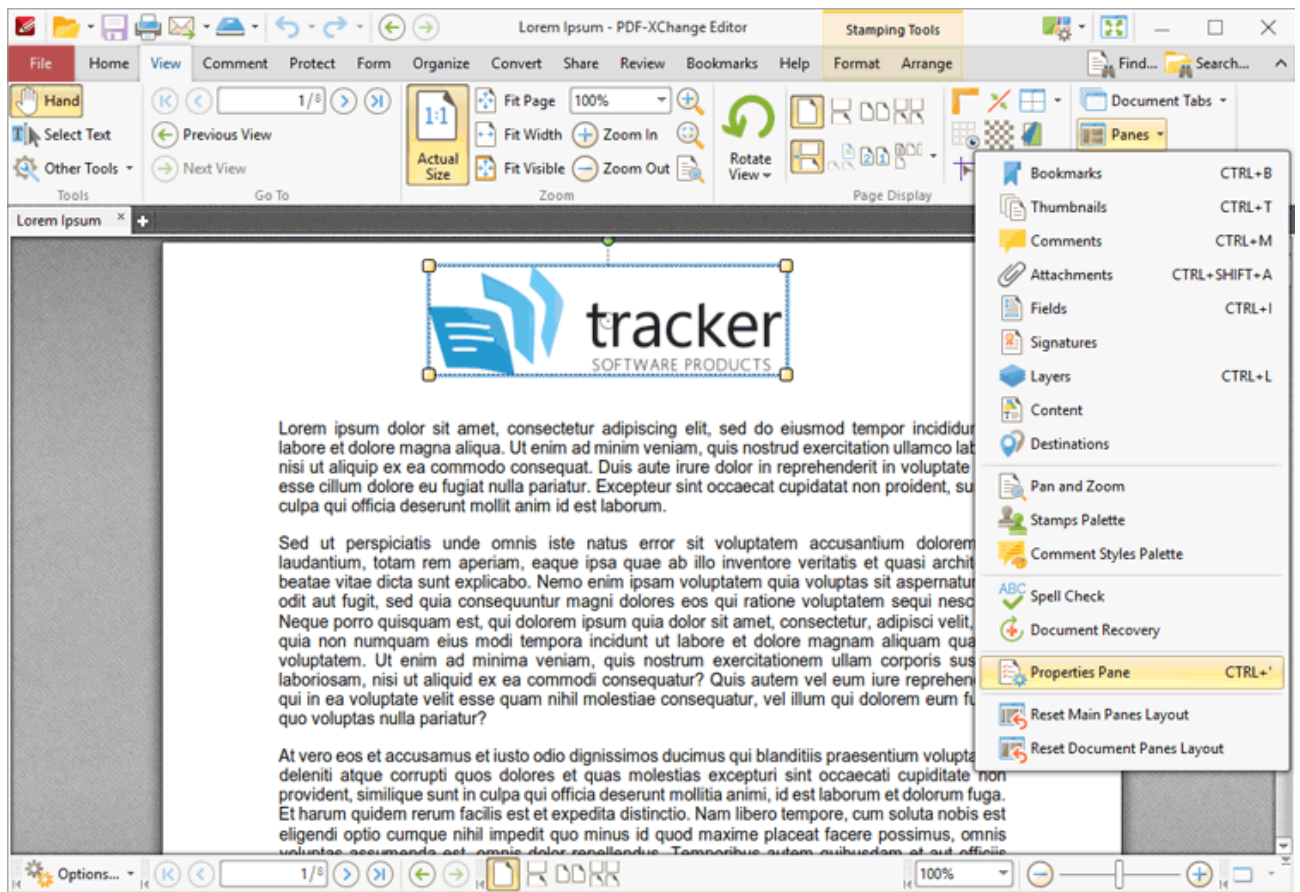 Lorem Ipsum - PDF-XChange Editor
Stamping Tools
File Home View Comment Protect Form Organize Convert Share Review Bookmarks Help Format Arrange Find... Search...
Hand
Select Text
Other Tools
Tools
1/8
Previous View
Next View
Go To
1:1
Actual
Size
Fit Page 100%
Fit Width Zoom In
Fit Visible Zoom Out
Zoom
Rotate
View
Page Display
Document Tabs
Panes
Lorem Ipsum
Bookmarks CTRL+B
Thumbnails CTRL+T
Comments CTRL+M
Attachments CTRL+SHIFT+A
Fields CTRL+I
Signatures
Layers CTRL+L
Content
Destinations
Pan and Zoom
Stamps Palette
Comment Styles Palette
ABC Spell Check
Document Recovery
Properties Pane CTRL+'
Reset Main Panes Layout
Reset Document Panes Layout
tracker
SOFTWARE PRODUCTS
Lorem ipsum dolor sit amet, consectetur adipiscing elit, sed do eiusmod tempor incididun
labore et dolore magna aliqua. Ut enim ad minim veniam, quis nostrud exercitation ullamco lab
nisi ut aliquip ex ea commodo consequat. Duis aute irure dolor in reprehenderit in voluptate
esse cillum dolore eu fugiat nulla pariatur. Excepteur sint occaecat cupidatat non proident, su
culpa qui officia deserunt mollit anim id est laborum.
Sed ut perspiciatis unde omnis iste natus error sit voluptatem accusantium dolorem
laudantium, totam rem aperiam, eaque ipsa quae ab illo inventore veritatis et quasi archit
beatae vitae dicta sunt explicabo. Nemo enim ipsam voluptatem quia voluptas sit aspernatur
odit aut fugit, sed quia consequuntur magni dolores eos qui ratione voluptatem sequi nesc
Neque porro quisquam est, qui dolorem ipsum quia dolor sit amet, consectetur, adipisci velit,
quia non numquam eius modi tempora incidunt ut labore et dolore magnam aliquam qua
voluptatem. Ut enim ad minima veniam, quis nostrum exercitationem ullam corporis sus
laboriosam, nisi ut aliquid ex ea commodi consequatur? Quis autem vel eum iure reprehen
qui in ea voluptate velit esse quam nihil molestiae consequatur, vel illum qui dolorem eum fu
quo voluptas nulla pariatur?
At vero eos et accusamus et iusto odio dignissimos ducimus qui blanditiis praesentium volupta
deleniti atque corrupti quos dolores et quas molestias excepturi sint occaecati cupiditate non
provident, similique sunt in culpa qui officia deserunt mollitia animi, id est laborum et dolorum fuga.
Et harum quidem rerum facilis est et expedita distinctio. Nam libero tempore, cum soluta nobis est
eligendi optio cumque nihil impedit quo minus id quod maxime placeat facere possimus, omnis
voluptas assumenda est, omnis dolor repellendus. Temporibus autem quibusdam et aut officiis
Options... 1/8 100%